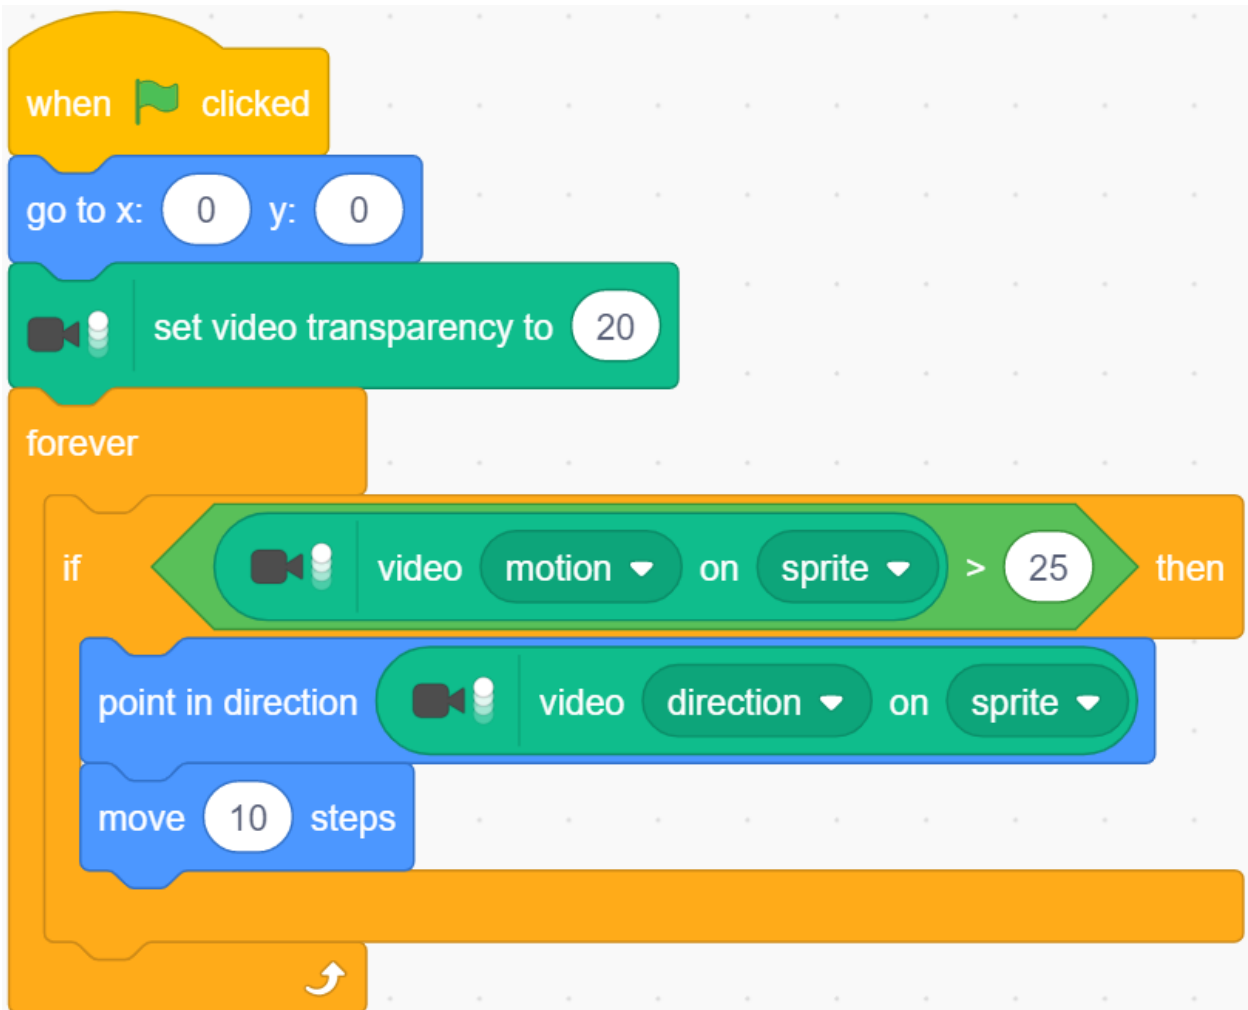 when clicked
go to x: 0 y: 0
set video transparency to 20
forever
if video motion on sprite > 25 then
point in direction video direction on sprite
move 10 steps